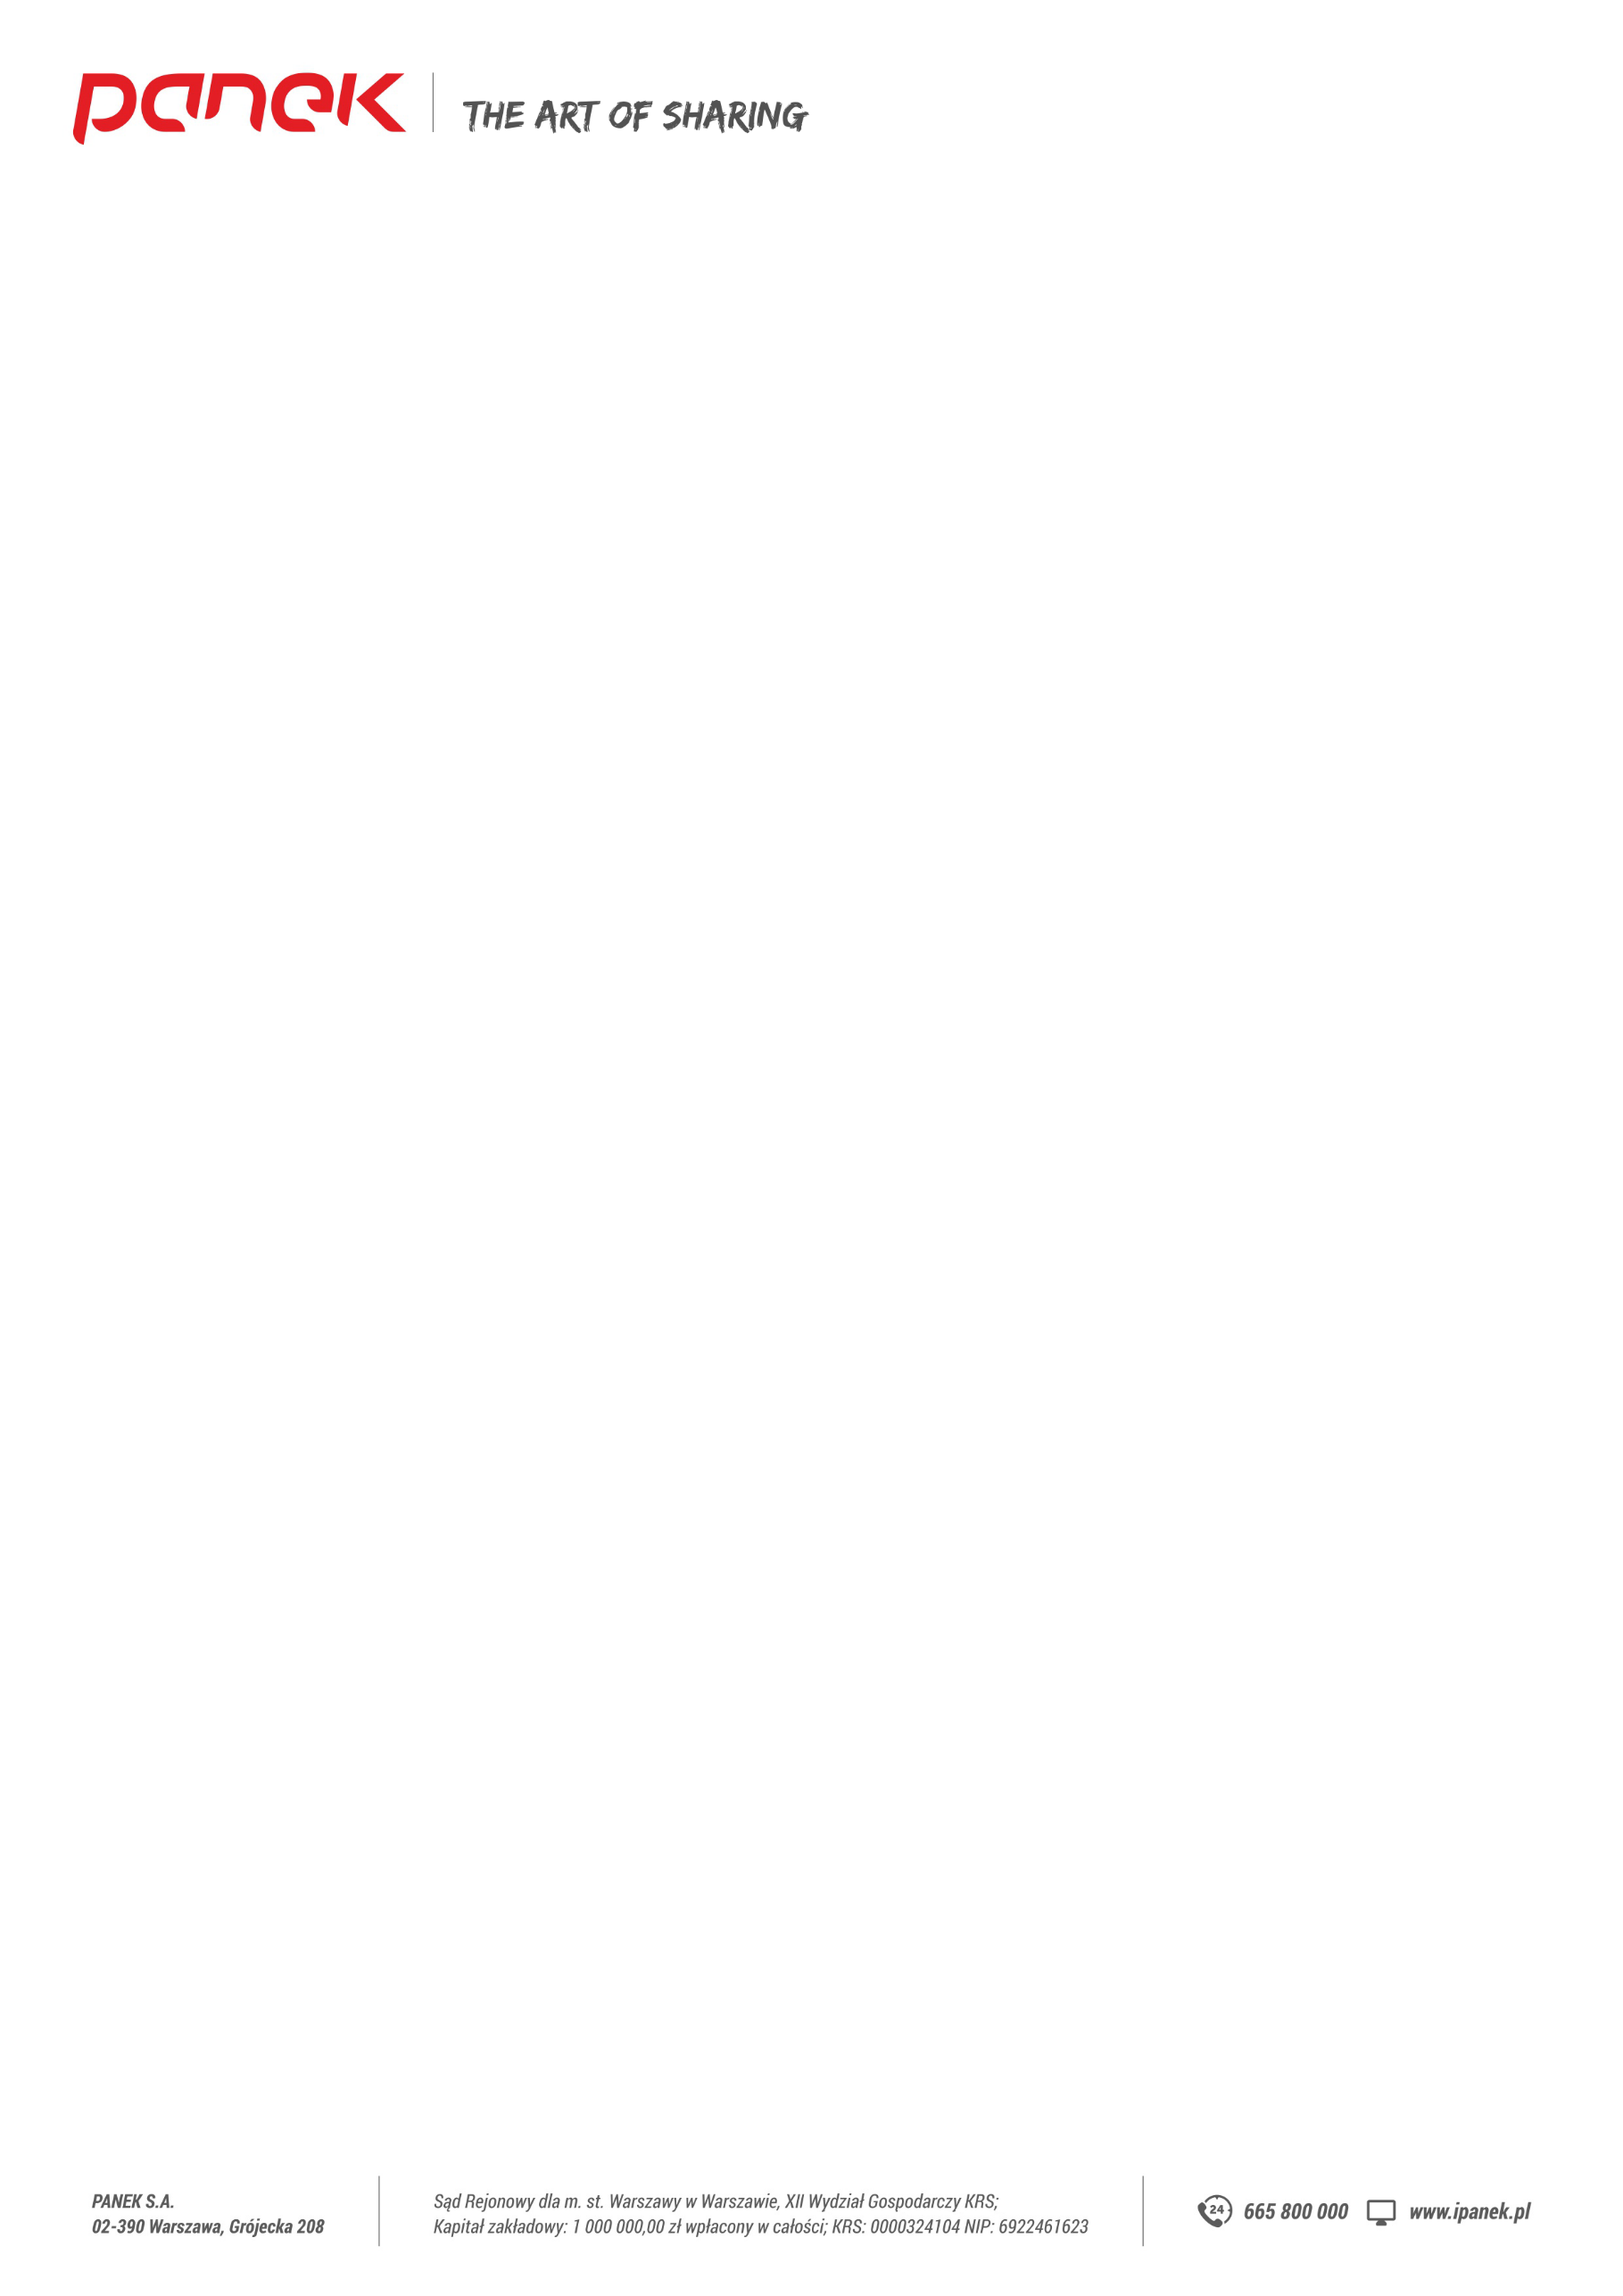 panek
THE ART OF SHARING
PANEK S.A.
02-390 Warszawa, Grójecka 208
Sąd Rejonowy dla m. st. Warszawy w Warszawie, XII Wydział Gospodarczy KRS;
Kapitał zakładowy: 1 000 000,00 zł wpłacony w całości; KRS: 0000324104 NIP: 6922461623
24
665 800 000
www.ipanek.pl